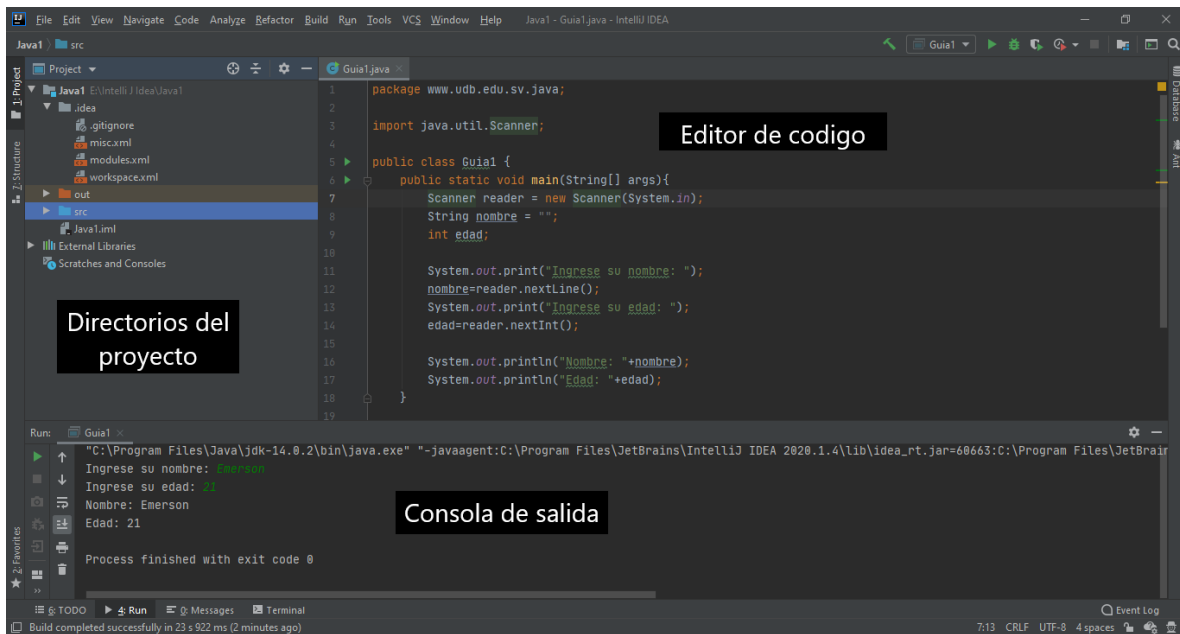 File Edit View Navigate Code Analyze Refactor Build Run Tools VCS Window Help Java1 - Guia1.java - IntelliJ IDEA
Java1 src
Guia1
1: Project
Project
Guia1.java
Java1 E:\Intelli J Idea\Java1
.idea
.gitignore
misc.xml
modules.xml
workspace.xml
out
src
Java1.iml
External Libraries
Scratches and Consoles
Directorios del
proyecto
7: Structure
2: Favorites
1 package www.udb.edu.sv.java;
2
3 import java.util.Scanner;
4
5 public class Guia1 {
6 public static void main(String[] args){
7 Scanner reader = new Scanner(System.in);
8 String nombre = "";
9 int edad;
10
11 System.out.print("Ingrese su nombre: ");
12 nombre=reader.nextLine();
13 System.out.print("Ingrese su edad: ");
14 edad=reader.nextInt();
15
16 System.out.println("Nombre: "+nombre);
17 System.out.println("Edad: "+edad);
18 }
19
Editor de codigo
Database
Ant
Run: Guia1
"C:\Program Files\Java\jdk-14.0.2\bin\java.exe" "-javaagent:C:\Program Files\JetBrains\IntelliJ IDEA 2020.1.4\lib\idea_rt.jar=60663:C:\Program Files\JetBrain
Ingrese su nombre: Emerson
Ingrese su edad: 21
Nombre: Emerson
Edad: 21
Process finished with exit code 0
Consola de salida
6: TODO 4: Run 0: Messages Terminal Event Log
Build completed successfully in 23 s 922 ms (2 minutes ago) 7:13 CRLF UTF-8 4 spaces